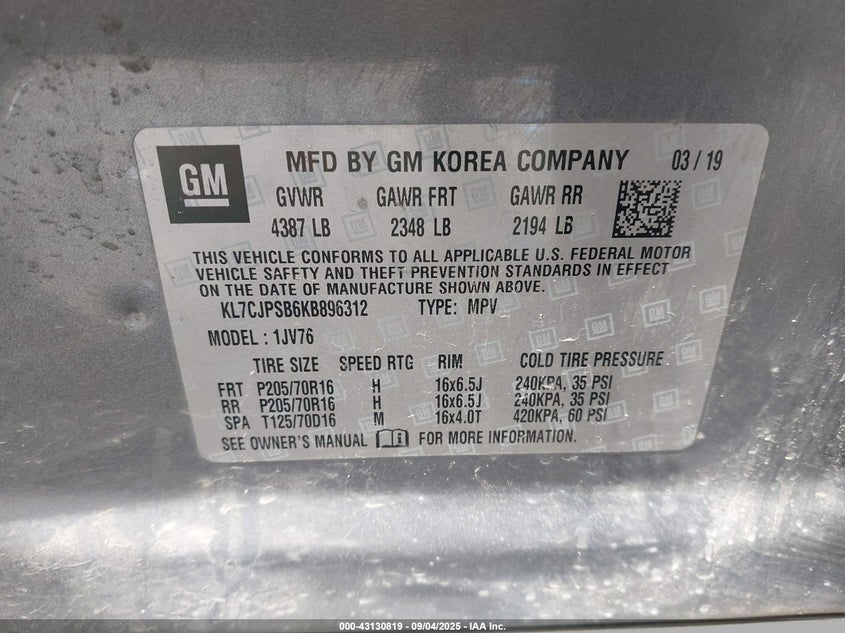 GM
MFD BY GM KOREA COMPANY 03 / 19
GVWR GAWR FRT GAWR RR
4387 LB 2348 LB 2194 LB
THIS VEHICLE CONFORMS TO ALL APPLICABLE U.S. FEDERAL MOTOR
VEHICLE SAFFTY AND THEFT PREVENTION STANDARDS IN EFFECT
ON THE DATE OF MANUFACTURE SHOWN ABOVE.
KL7CJPSB6KB896312 TYPE: MPV
MODEL : 1JV76
TIRE SIZE SPEED RTG RIM COLD TIRE PRESSURE
FRT P205/70R16 H 16x6.5J 240KPA, 35 PSI
RR P205/70R16 H 16x6.5J 240KPA, 35 PSI
SPA T125/70D16 M 16x4.0T 420KPA, 60 PSI
SEE OWNER'S MANUAL FOR MORE INFORMATION.
000-43130819 - 09/04/2025 - IAA Inc.